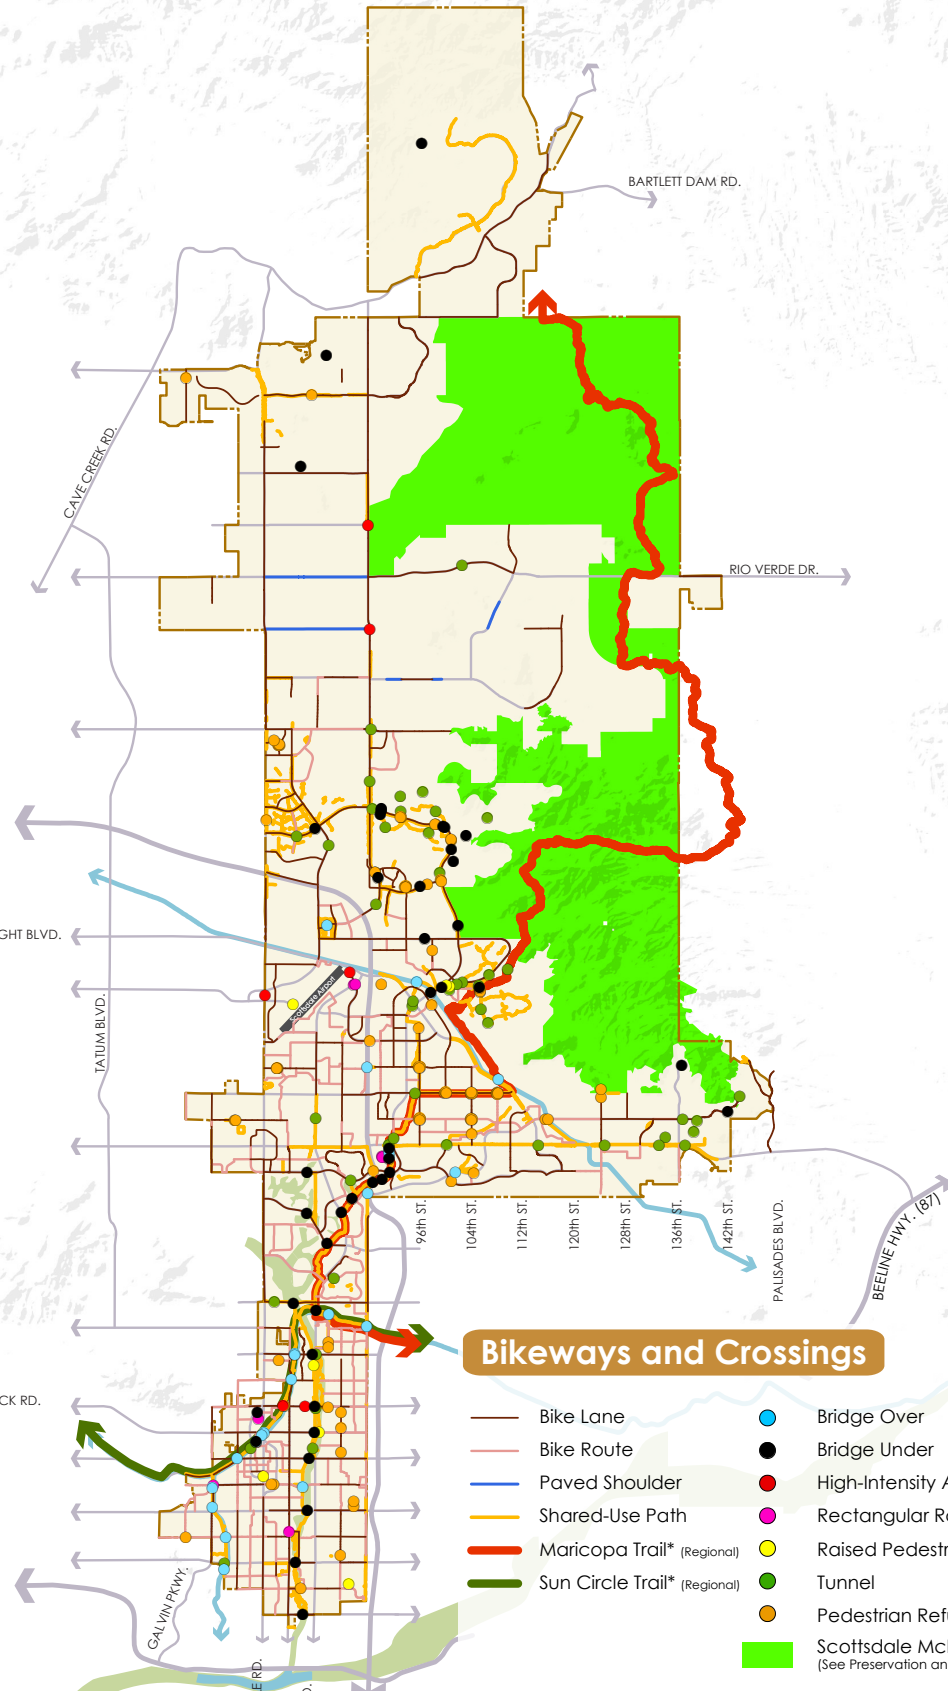 BARTLETT DAM RD.
CAVE CREEK RD.
RIO VERDE DR.
GHT BLVD.
Scottsdale Airport
TATUM BLVD.
96th ST.
104th ST.
112th ST.
120th ST.
128th ST.
136th ST.
142th ST.
PALISADES BLVD.
BEELINE HWY. (87)
CK RD.
GALVIN PKWY.
E RD.
D.
Bikeways and Crossings
Bike Lane
Bike Route
Paved Shoulder
Shared-Use Path
Maricopa Trail* (Regional)
Sun Circle Trail* (Regional)
Bridge Over
Bridge Under
High-Intensity A
Rectangular R
Raised Pedestr
Tunnel
Pedestrian Ref
Scottsdale Mc
(See Preservation an